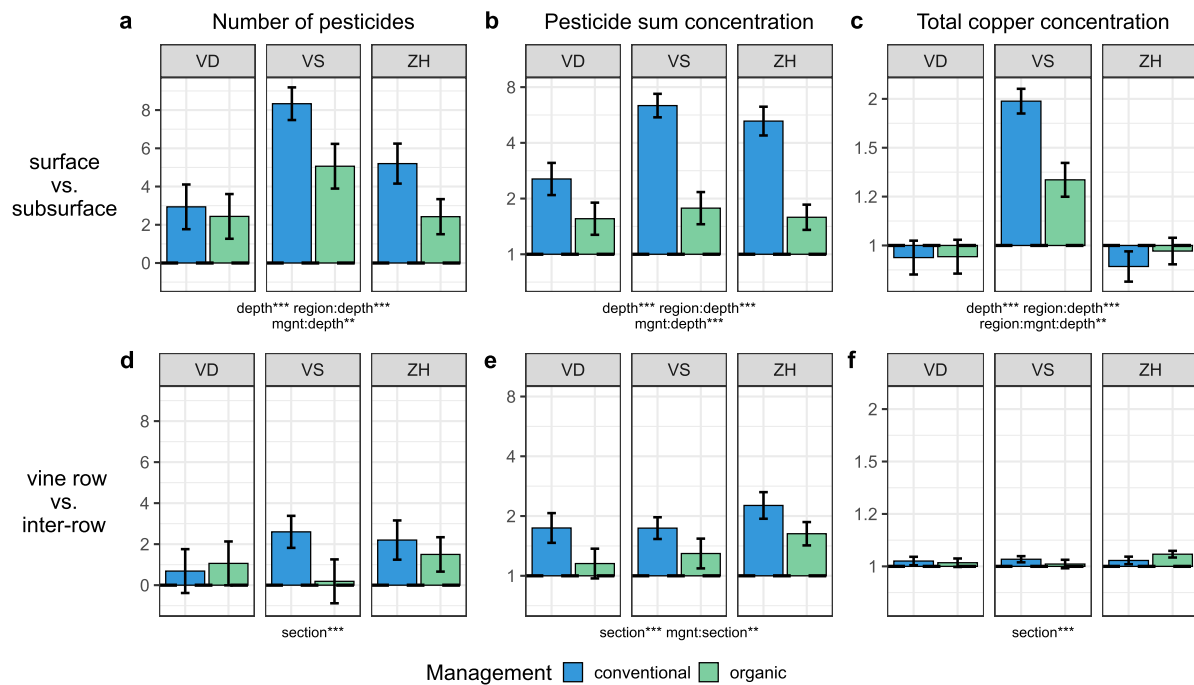 a Number of pesticides
b Pesticide sum concentration
c Total copper concentration
VD VS ZH
VD VS ZH
VD VS ZH
surface
vs.
subsurface
8
6
4
2
0
8
4
2
1
2
1.5
1.2
1
depth*** region:depth***
mgnt:depth**
depth*** region:depth***
mgnt:depth***
depth*** region:depth***
region:mgnt:depth**
d
e
f
VD VS ZH
VD VS ZH
VD VS ZH
vine row
vs.
inter-row
8
6
4
2
0
8
4
2
1
2
1.5
1.2
1
section***
section*** mgnt:section**
section***
Management conventional organic